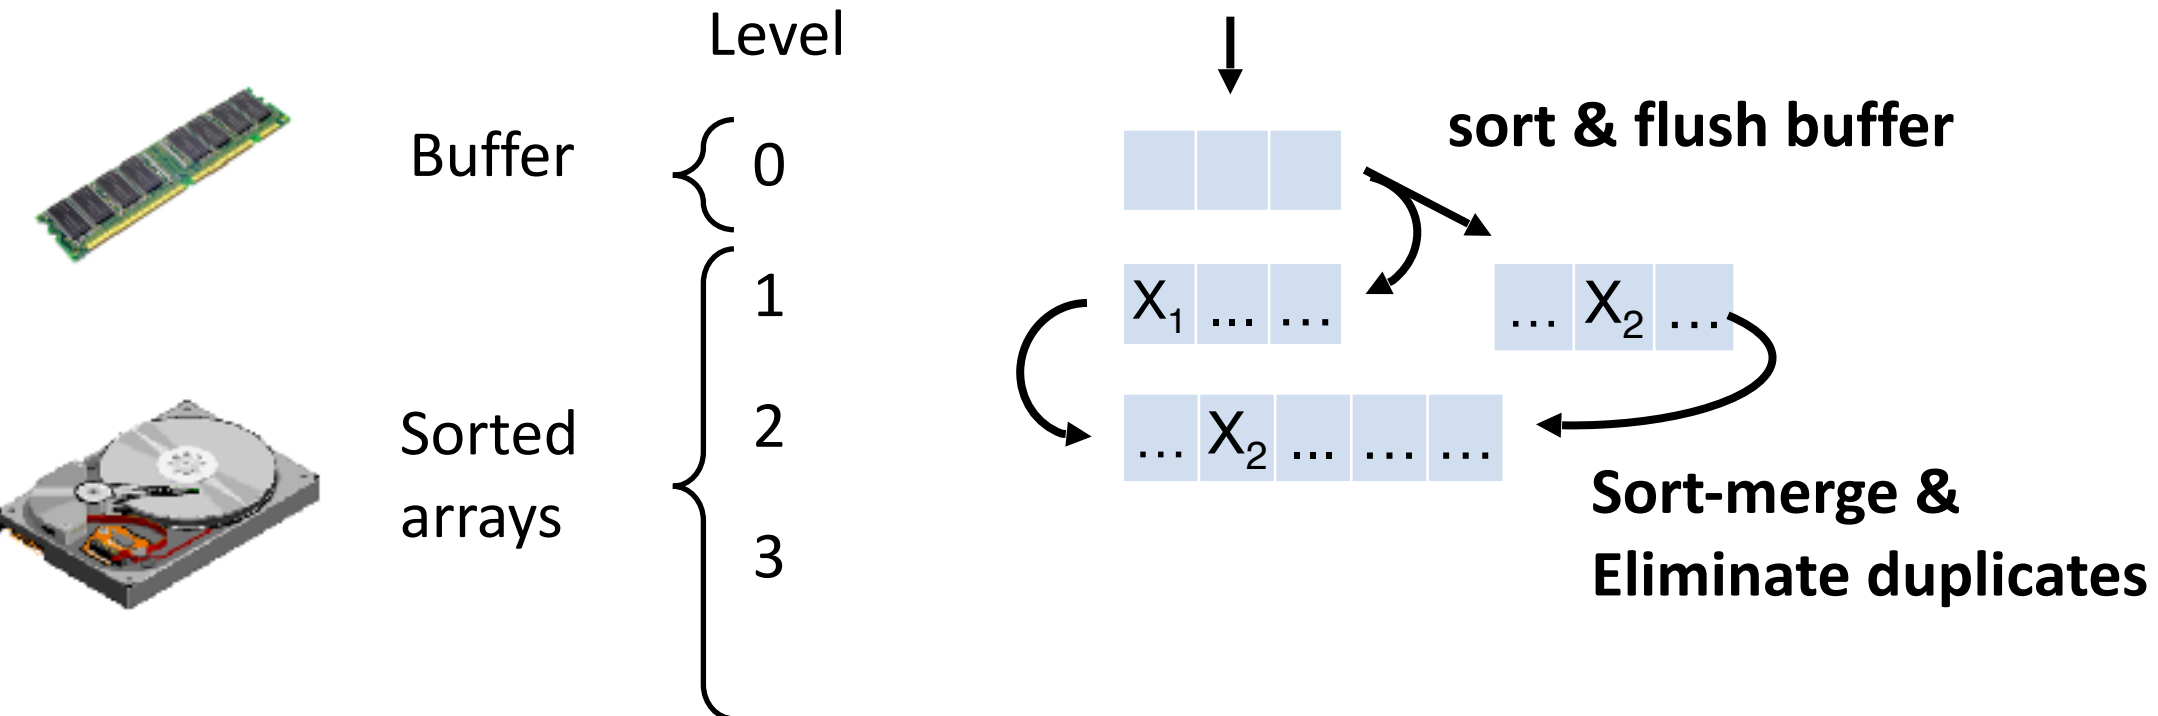 Level
Buffer
0
sort & flush buffer
1
X₁ ... ...
... X₂ ...
Sorted
arrays
2
... X₂ ... ... ...
3
Sort-merge &
Eliminate duplicates